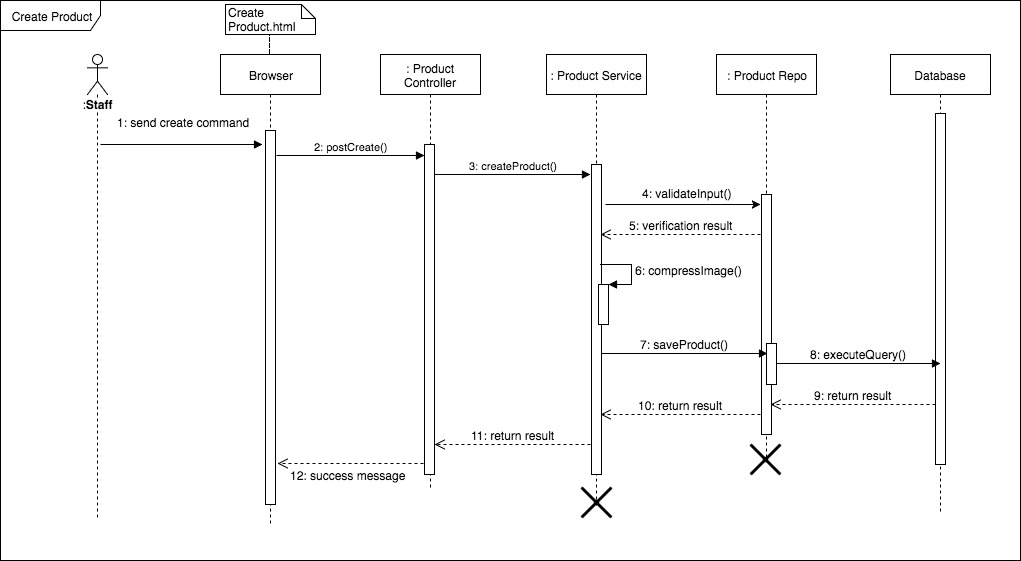 Create Product
Create
Product.html
:Staff
Browser
: Product
Controller
: Product Service
: Product Repo
Database
1: send create command
2: postCreate()
3: createProduct()
4: validateInput()
5: verification result
6: compressImage()
7: saveProduct()
8: executeQuery()
9: return result
10: return result
11: return result
12: success message